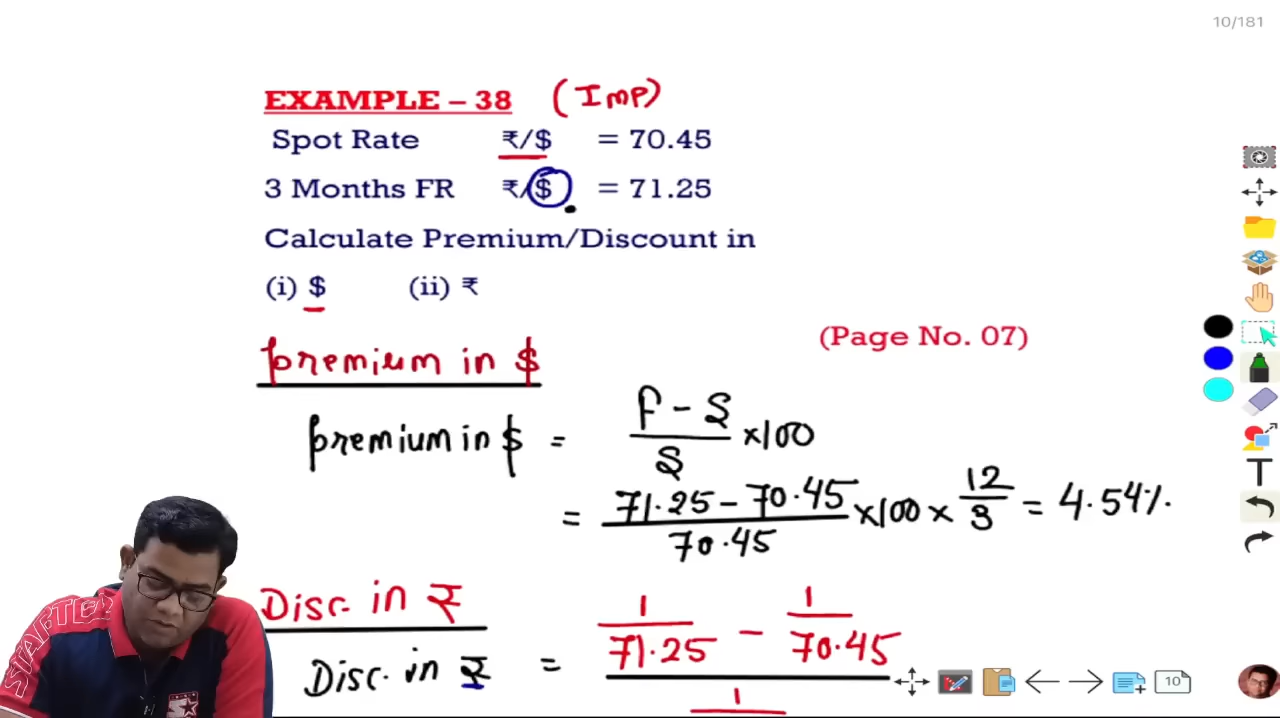 10/181
EXAMPLE – 38 (Imp)
Spot Rate ₹/$ = 70.45
3 Months FR ₹/$ = 71.25
Calculate Premium/Discount in
(i) $ (ii) ₹
(Page No. 07)
premium in $
premium in $ = F - S / S ×100
= 71.25 - 70.45 / 70.45 ×100 × 12/3 = 4.54%.
Disc. in ₹
Disc. in ₹ = 1/71.25 - 1/70.45
1
10
STARTED